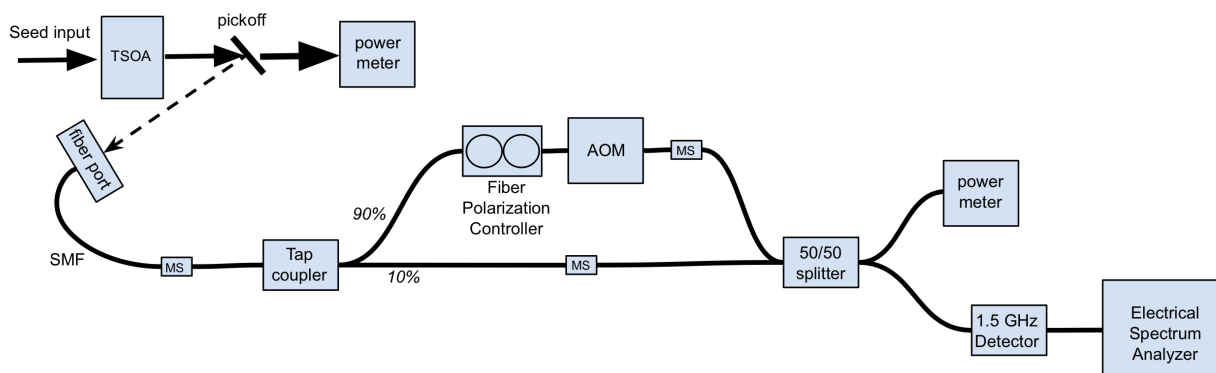 Seed input
TSOA
pickoff
power
meter
fiber port
SMF
MS
Tap
coupler
90%
10%
Fiber
Polarization
Controller
AOM
MS
MS
50/50
splitter
power
meter
1.5 GHz
Detector
Electrical
Spectrum
Analyzer